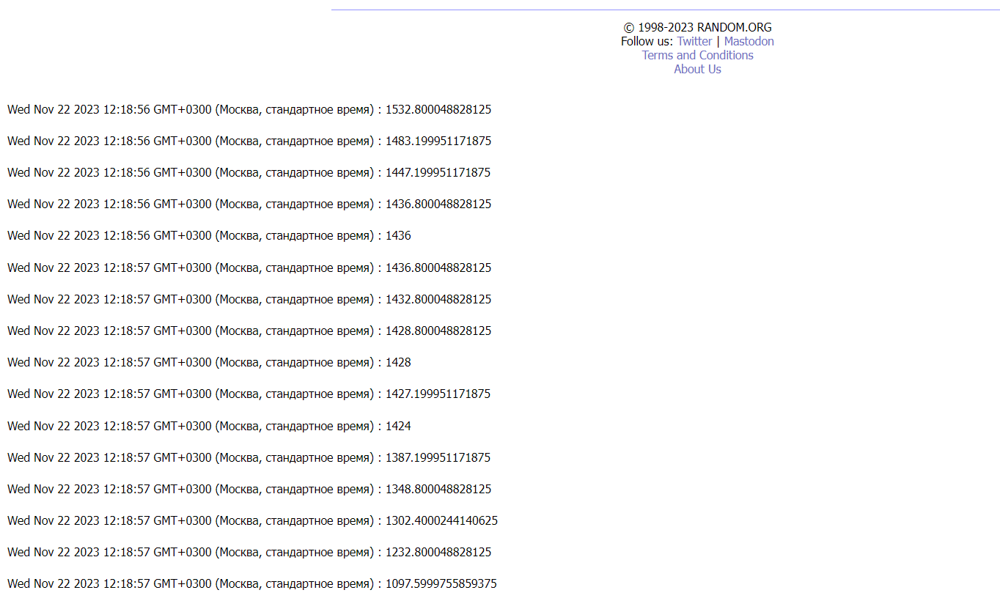 © 1998-2023 RANDOM.ORG
Follow us: Twitter | Mastodon
Terms and Conditions
About Us
Wed Nov 22 2023 12:18:56 GMT+0300 (Москва, стандартное время) : 1532.800048828125
Wed Nov 22 2023 12:18:56 GMT+0300 (Москва, стандартное время) : 1483.199951171875
Wed Nov 22 2023 12:18:56 GMT+0300 (Москва, стандартное время) : 1447.199951171875
Wed Nov 22 2023 12:18:56 GMT+0300 (Москва, стандартное время) : 1436.800048828125
Wed Nov 22 2023 12:18:56 GMT+0300 (Москва, стандартное время) : 1436
Wed Nov 22 2023 12:18:57 GMT+0300 (Москва, стандартное время) : 1436.800048828125
Wed Nov 22 2023 12:18:57 GMT+0300 (Москва, стандартное время) : 1432.800048828125
Wed Nov 22 2023 12:18:57 GMT+0300 (Москва, стандартное время) : 1428.800048828125
Wed Nov 22 2023 12:18:57 GMT+0300 (Москва, стандартное время) : 1428
Wed Nov 22 2023 12:18:57 GMT+0300 (Москва, стандартное время) : 1427.199951171875
Wed Nov 22 2023 12:18:57 GMT+0300 (Москва, стандартное время) : 1424
Wed Nov 22 2023 12:18:57 GMT+0300 (Москва, стандартное время) : 1387.199951171875
Wed Nov 22 2023 12:18:57 GMT+0300 (Москва, стандартное время) : 1348.800048828125
Wed Nov 22 2023 12:18:57 GMT+0300 (Москва, стандартное время) : 1302.4000244140625
Wed Nov 22 2023 12:18:57 GMT+0300 (Москва, стандартное время) : 1232.800048828125
Wed Nov 22 2023 12:18:57 GMT+0300 (Москва, стандартное время) : 1097.5999755859375